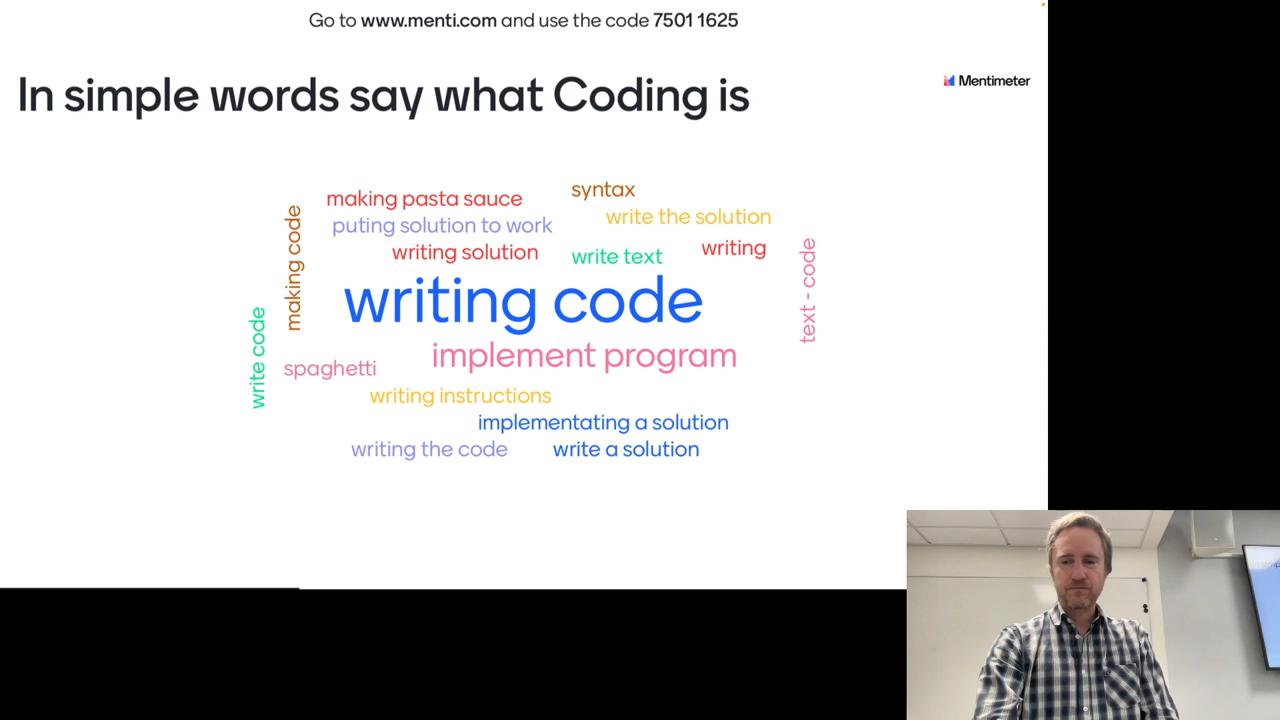 Go to www.menti.com and use the code 7501 1625
In simple words say what Coding is
Mentimeter
syntax
making pasta sauce
write the solution
puting solution to work
writing
writing solution
write text
making code
text - code
writing code
write code
implement program
spaghetti
writing instructions
implementating a solution
writing the code
write a solution